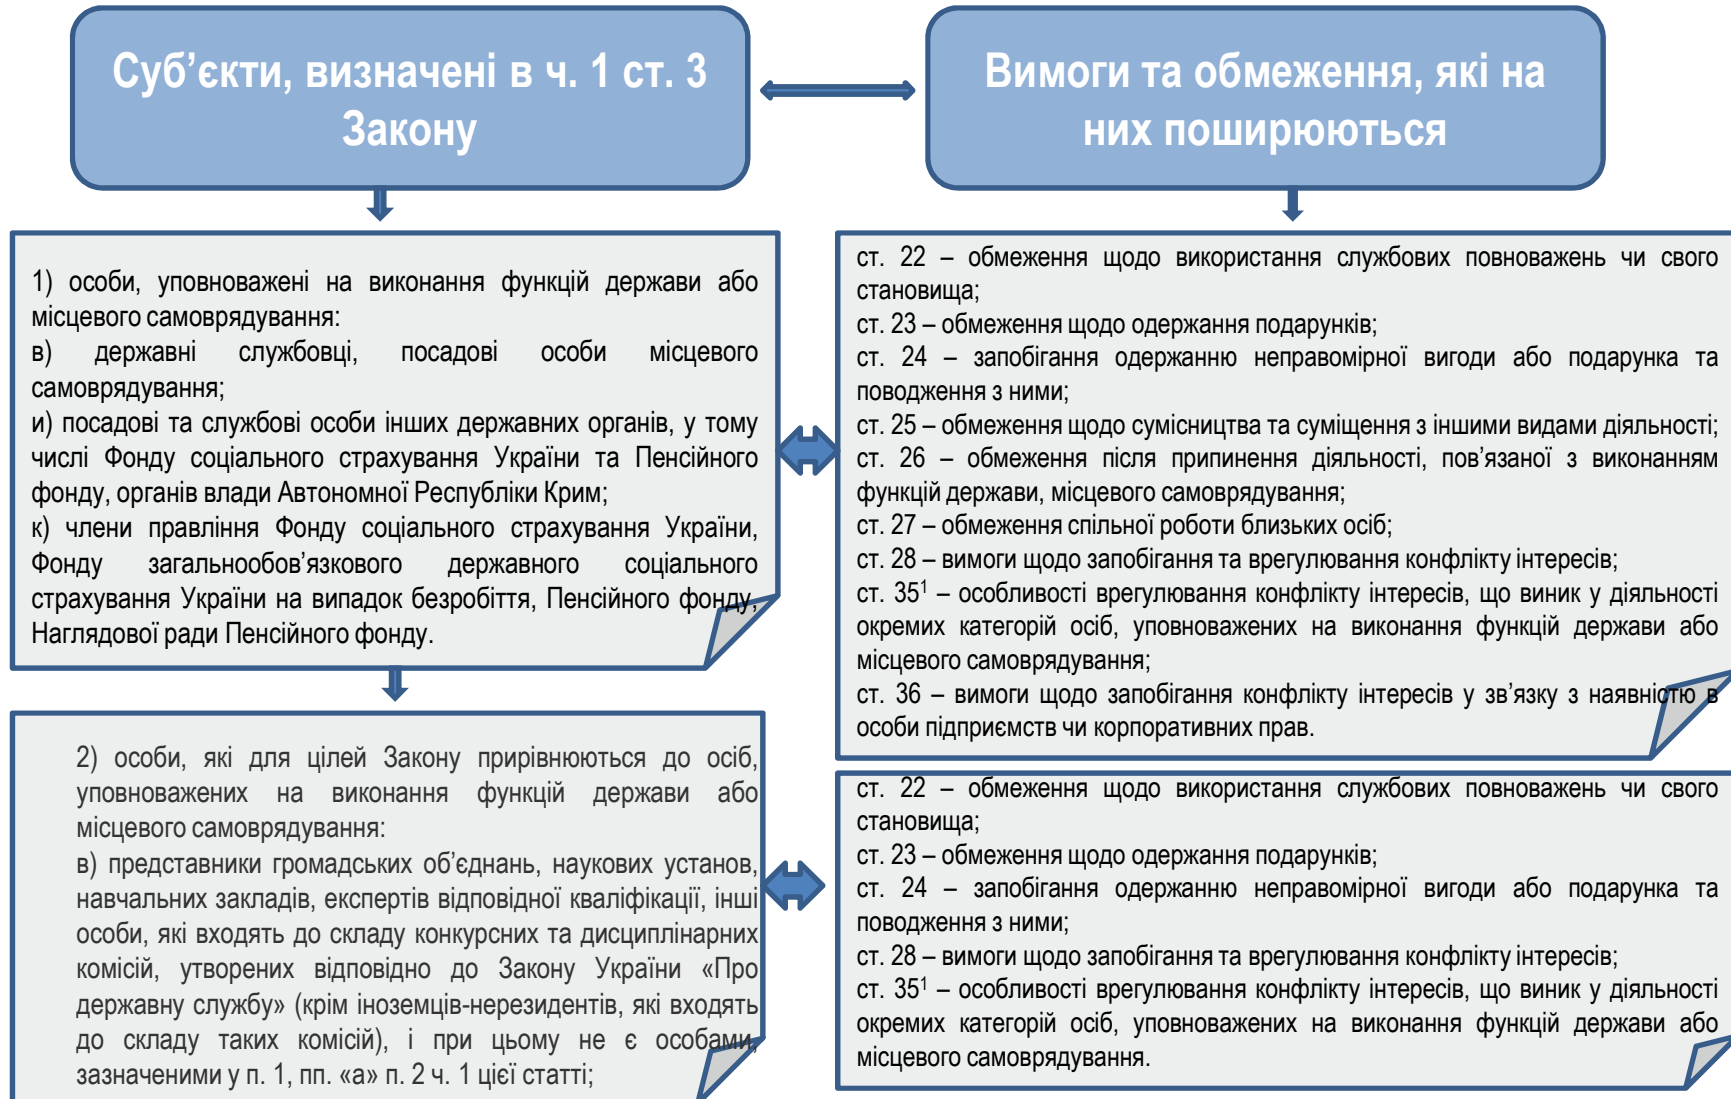 Суб’єкти, визначені в ч. 1 ст. 3
Закону
Вимоги та обмеження, які на
них поширюються
1) особи, уповноважені на виконання функцій держави або
місцевого самоврядування:
в) державні службовці, посадові особи місцевого
самоврядування;
и) посадові та службові особи інших державних органів, у тому
числі Фонду соціального страхування України та Пенсійного
фонду, органів влади Автономної Республіки Крим;
к) члени правління Фонду соціального страхування України,
Фонду загальнообов’язкового державного соціального
страхування України на випадок безробіття, Пенсійного фонду,
Наглядової ради Пенсійного фонду.
ст. 22 – обмеження щодо використання службових повноважень чи свого
становища;
ст. 23 – обмеження щодо одержання подарунків;
ст. 24 – запобігання одержанню неправомірної вигоди або подарунка та
поводження з ними;
ст. 25 – обмеження щодо сумісництва та суміщення з іншими видами діяльності;
ст. 26 – обмеження після припинення діяльності, пов’язаної з виконанням
функцій держави, місцевого самоврядування;
ст. 27 – обмеження спільної роботи близьких осіб;
ст. 28 – вимоги щодо запобігання та врегулювання конфлікту інтересів;
ст. 35¹ – особливості врегулювання конфлікту інтересів, що виник у діяльності
окремих категорій осіб, уповноважених на виконання функцій держави або
місцевого самоврядування;
ст. 36 – вимоги щодо запобігання конфлікту інтересів у зв’язку з наявністю в
особи підприємств чи корпоративних прав.
2) особи, які для цілей Закону прирівнюються до осіб,
уповноважених на виконання функцій держави або
місцевого самоврядування:
в) представники громадських об’єднань, наукових установ,
навчальних закладів, експертів відповідної кваліфікації, інші
особи, які входять до складу конкурсних та дисциплінарних
комісій, утворених відповідно до Закону України «Про
державну службу» (крім іноземців-нерезидентів, які входять
до складу таких комісій), і при цьому не є особами,
зазначеними у п. 1, пп. «а» п. 2 ч. 1 цієї статті;
ст. 22 – обмеження щодо використання службових повноважень чи свого
становища;
ст. 23 – обмеження щодо одержання подарунків;
ст. 24 – запобігання одержанню неправомірної вигоди або подарунка та
поводження з ними;
ст. 28 – вимоги щодо запобігання та врегулювання конфлікту інтересів;
ст. 35¹ – особливості врегулювання конфлікту інтересів, що виник у діяльності
окремих категорій осіб, уповноважених на виконання функцій держави або
місцевого самоврядування.